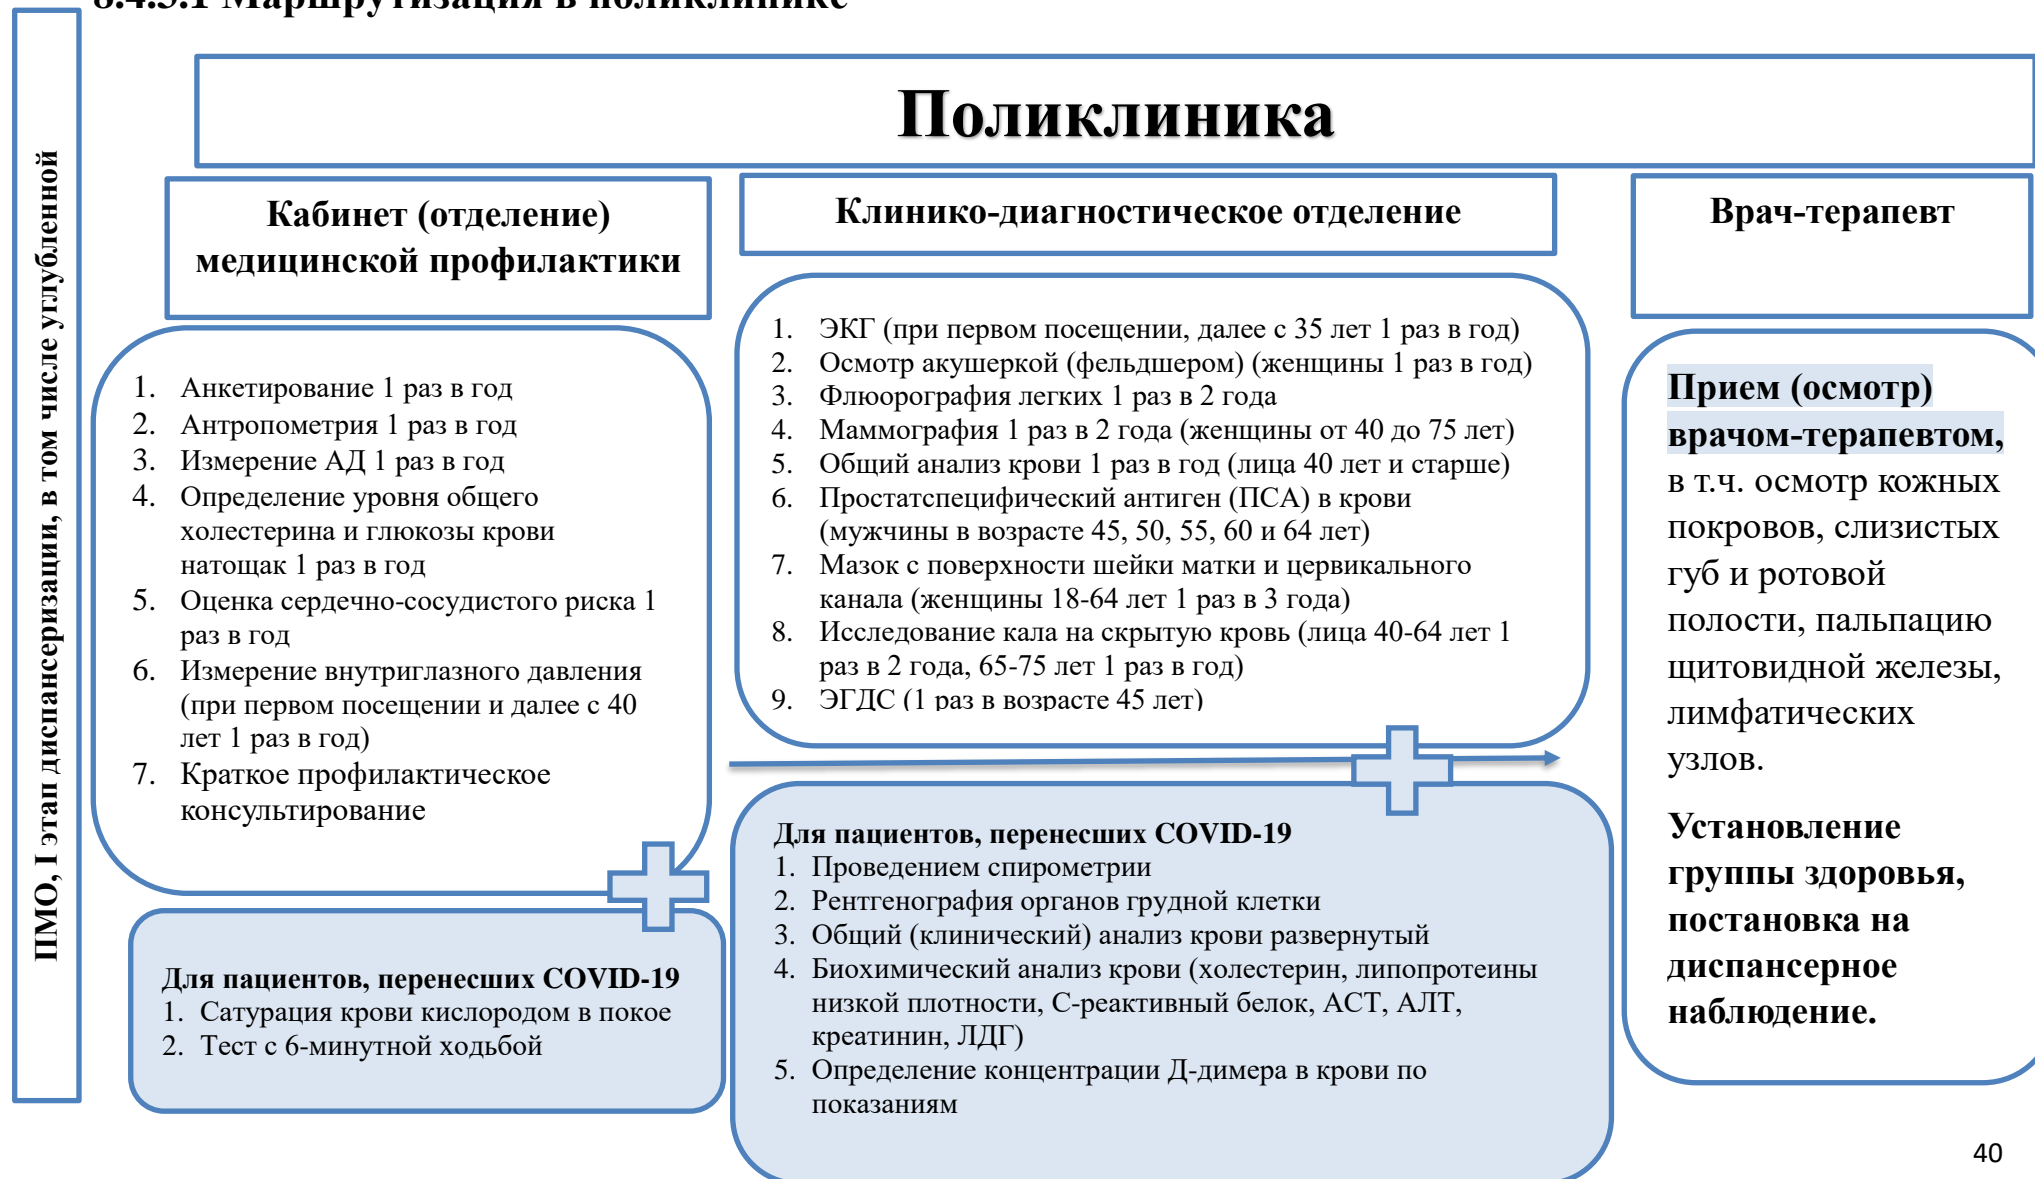 8.4.3.1 Маршрутизация в поликлинике
ПМО, I этап диспансеризации, в том числе углубленной
Поликлиника
Кабинет (отделение)
медицинской профилактики
1. Анкетирование 1 раз в год
2. Антропометрия 1 раз в год
3. Измерение АД 1 раз в год
4. Определение уровня общего
холестерина и глюкозы крови
натощак 1 раз в год
5. Оценка сердечно-сосудистого риска 1
раз в год
6. Измерение внутриглазного давления
(при первом посещении и далее с 40
лет 1 раз в год)
7. Краткое профилактическое
консультирование
Для пациентов, перенесших COVID-19
1. Сатурация крови кислородом в покое
2. Тест с 6-минутной ходьбой
Клинико-диагностическое отделение
1. ЭКГ (при первом посещении, далее с 35 лет 1 раз в год)
2. Осмотр акушеркой (фельдшером) (женщины 1 раз в год)
3. Флюорография легких 1 раз в 2 года
4. Маммография 1 раз в 2 года (женщины от 40 до 75 лет)
5. Общий анализ крови 1 раз в год (лица 40 лет и старше)
6. Простатспецифический антиген (ПСА) в крови
(мужчины в возрасте 45, 50, 55, 60 и 64 лет)
7. Мазок с поверхности шейки матки и цервикального
канала (женщины 18-64 лет 1 раз в 3 года)
8. Исследование кала на скрытую кровь (лица 40-64 лет 1
раз в 2 года, 65-75 лет 1 раз в год)
9. ЭГДС (1 раз в возрасте 45 лет)
Для пациентов, перенесших COVID-19
1. Проведением спирометрии
2. Рентгенография органов грудной клетки
3. Общий (клинический) анализ крови развернутый
4. Биохимический анализ крови (холестерин, липопротеины
низкой плотности, С-реактивный белок, АСТ, АЛТ,
креатинин, ЛДГ)
5. Определение концентрации Д-димера в крови по
показаниям
Врач-терапевт
Прием (осмотр)
врачом-терапевтом,
в т.ч. осмотр кожных
покровов, слизистых
губ и ротовой
полости, пальпацию
щитовидной железы,
лимфатических
узлов.
Установление
группы здоровья,
постановка на
диспансерное
наблюдение.
40